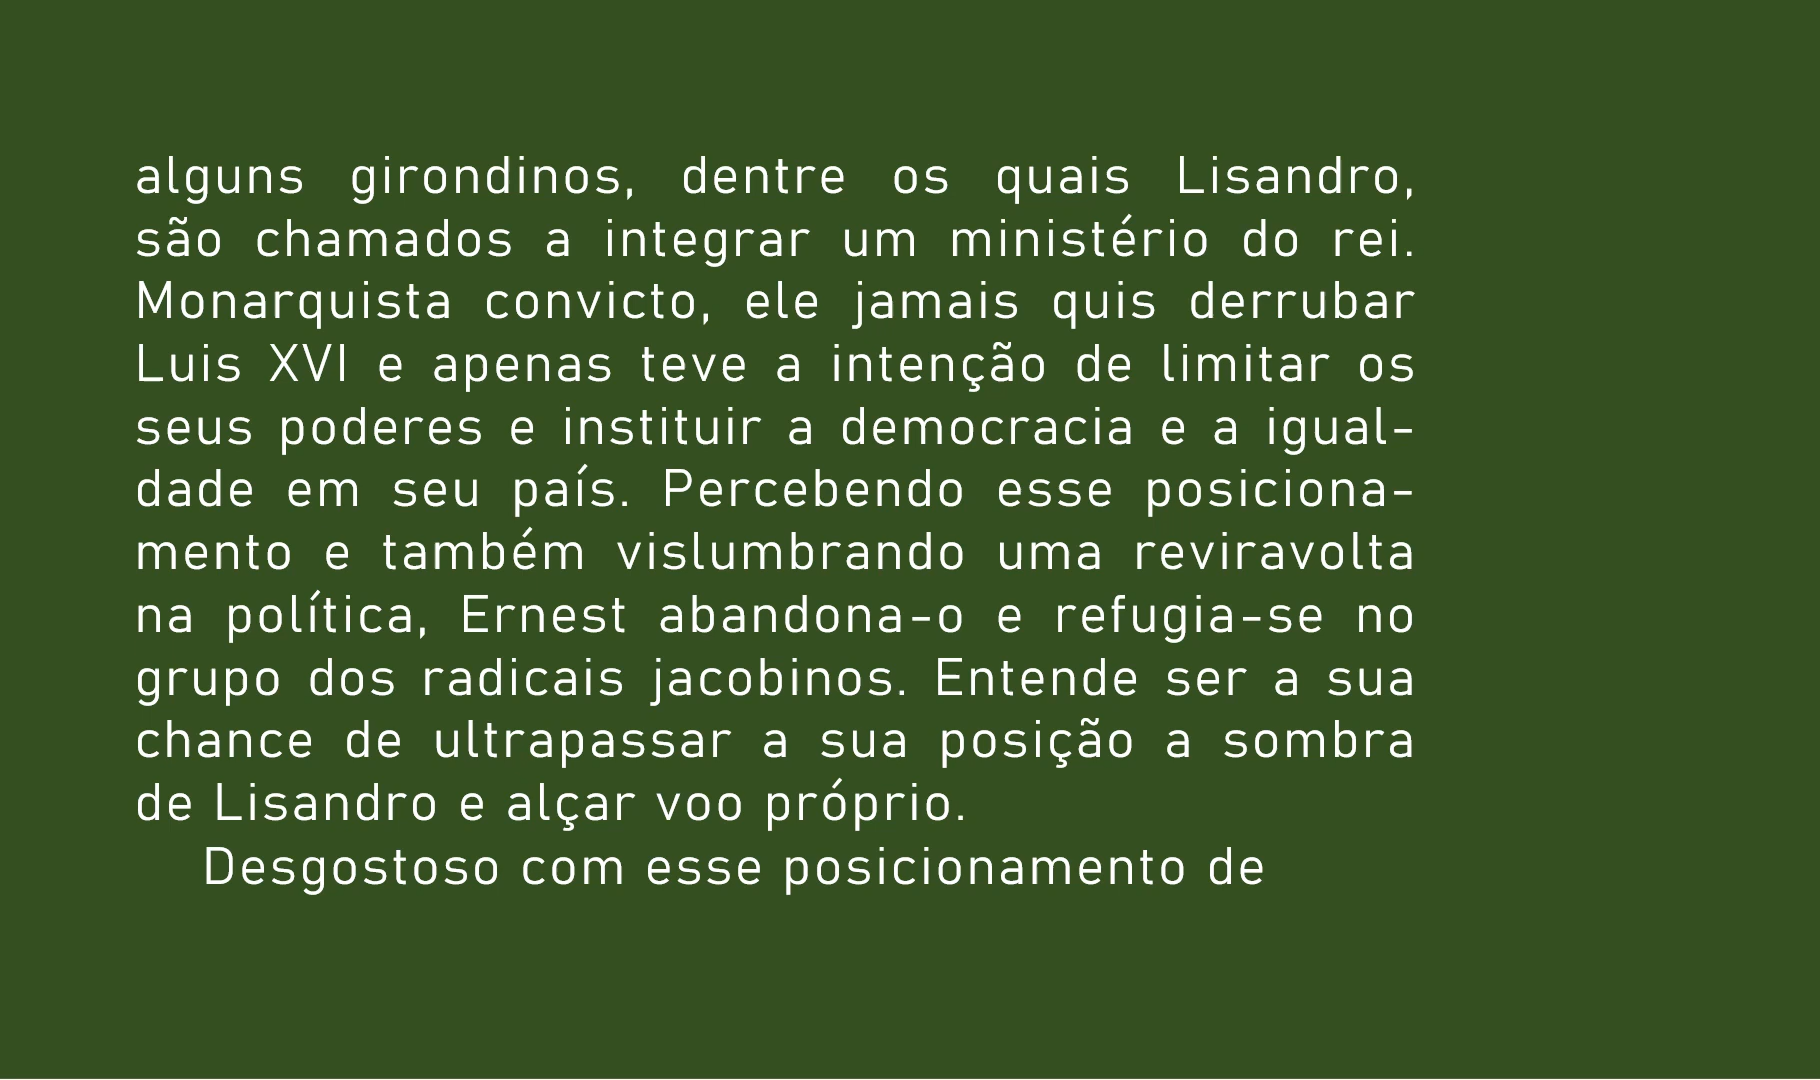 alguns girondinos, dentre os quais Lisandro,
são chamados a integrar um ministério do rei.
Monarquista convicto, ele jamais quis derrubar
Luis XVI e apenas teve a intenção de limitar os
seus poderes e instituir a democracia e a igual-
dade em seu país. Percebendo esse posiciona-
mento e também vislumbrando uma reviravolta
na política, Ernest abandona-o e refugia-se no
grupo dos radicais jacobinos. Entende ser a sua
chance de ultrapassar a sua posição a sombra
de Lisandro e alçar voo próprio.
Desgostoso com esse posicionamento de